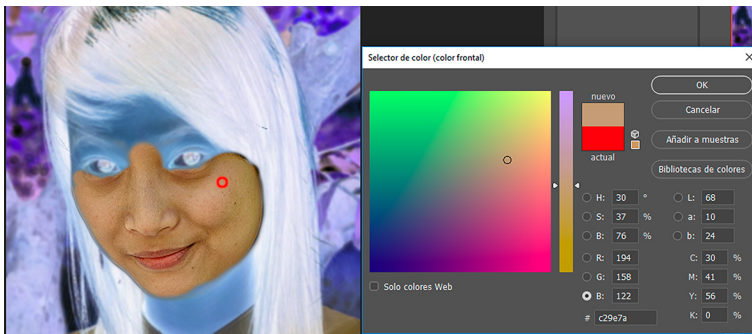 Selector de color (color frontal)
nuevo
actual
OK
Cancelar
Añadir a muestras
Bibliotecas de colores
H: 30 °
S: 37 %
B: 76 %
R: 194
G: 158
B: 122
# c29e7a
L: 68
a: 10
b: 24
C: 30 %
M: 41 %
Y: 56 %
K: 0 %
Solo colores Web